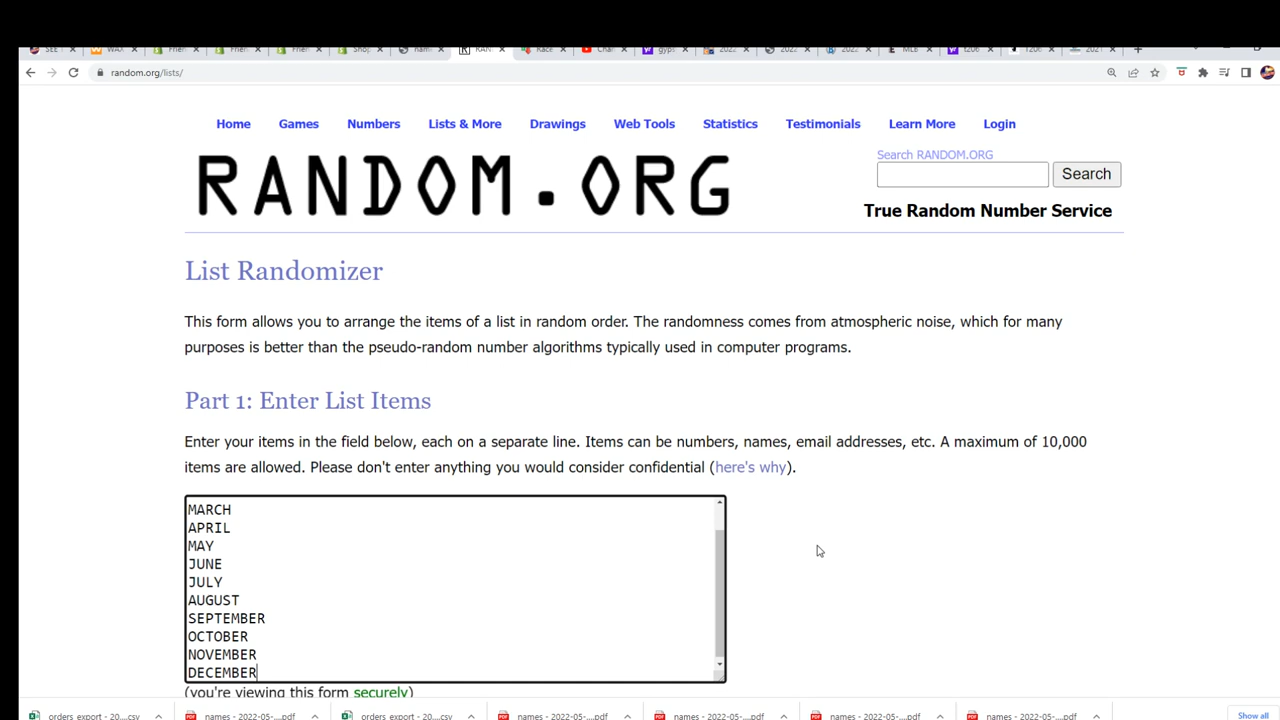 random.org/lists/
Home Games Numbers Lists & More Drawings Web Tools Statistics Testimonials Learn More Login
RANDOM.ORG
Search RANDOM.ORG
Search
True Random Number Service
List Randomizer
This form allows you to arrange the items of a list in random order. The randomness comes from atmospheric noise, which for many
purposes is better than the pseudo-random number algorithms typically used in computer programs.
Part 1: Enter List Items
Enter your items in the field below, each on a separate line. Items can be numbers, names, email addresses, etc. A maximum of 10,000
items are allowed. Please don't enter anything you would consider confidential (here's why).
MARCH
APRIL
MAY
JUNE
JULY
AUGUST
SEPTEMBER
OCTOBER
NOVEMBER
DECEMBER
(you're viewing this form securely)
orders_export - 20....csv names - 2022-05-....pdf orders_export - 20....csv names - 2022-05-....pdf names - 2022-05-....pdf names - 2022-05-....pdf names - 2022-05-....pdf Show all